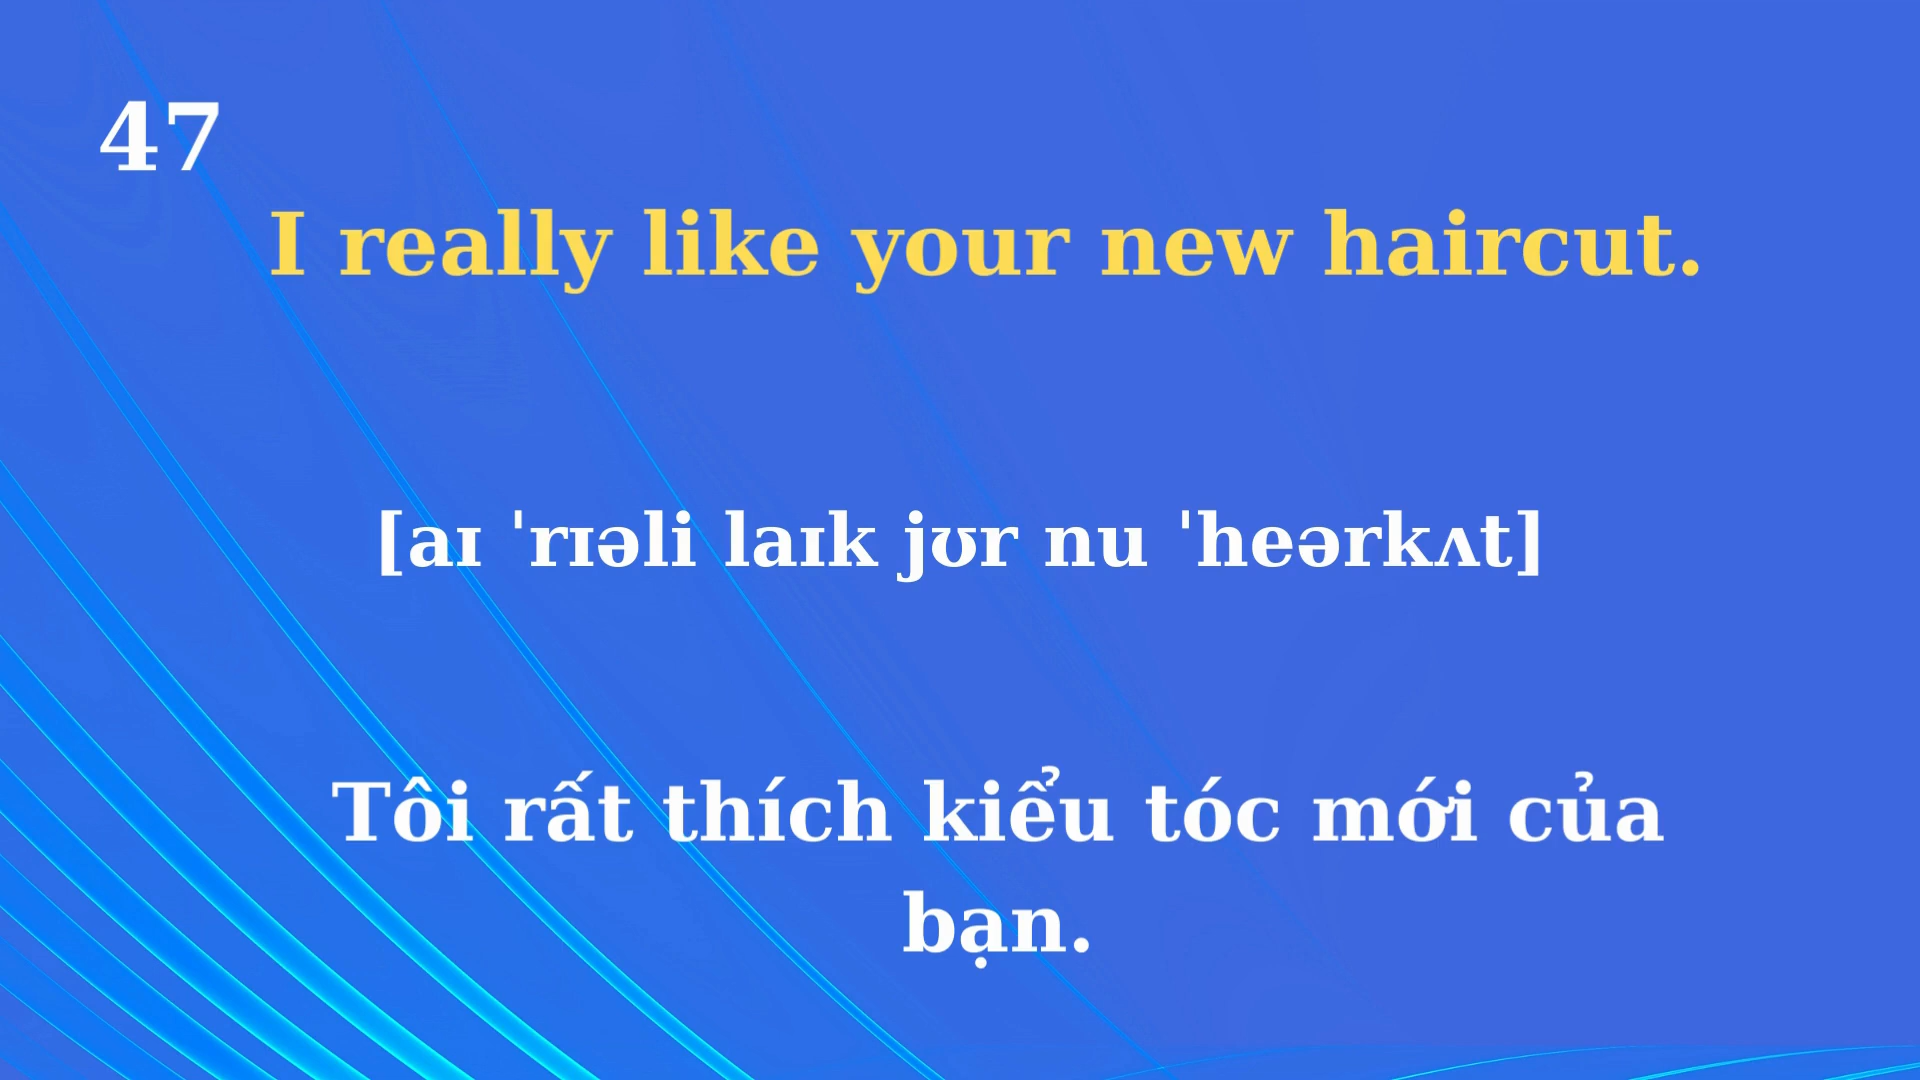 47
I really like your new haircut.
[aɪ ˈrɪəli laɪk jʊr nu ˈheərkʌt]
Tôi rất thích kiểu tóc mới của
bạn.